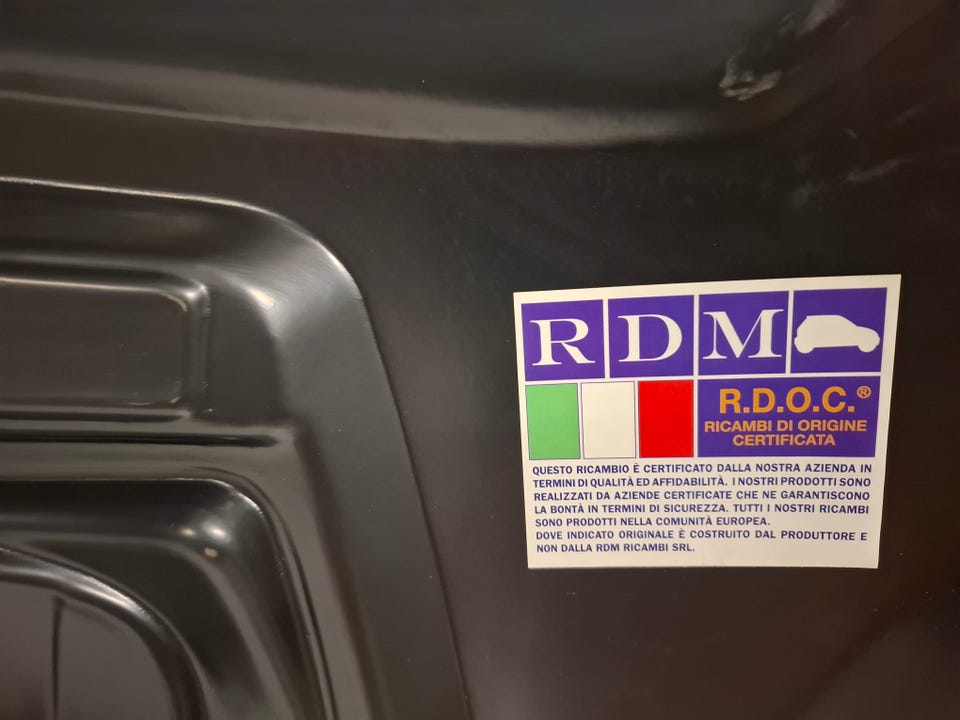 RDM
R.D.O.C.®
RICAMBI DI ORIGINE
CERTIFICATA
QUESTO RICAMBIO È CERTIFICATO DALLA NOSTRA AZIENDA IN
TERMINI DI QUALITÀ ED AFFIDABILITÀ. I NOSTRI PRODOTTI SONO
REALIZZATI DA AZIENDE CERTIFICATE CHE NE GARANTISCONO
LA BONTÀ IN TERMINI DI SICUREZZA. TUTTI I NOSTRI RICAMBI
SONO PRODOTTI NELLA COMUNITÀ EUROPEA.
DOVE INDICATO ORIGINALE È COSTRUITO DAL PRODUTTORE E
NON DALLA RDM RICAMBI SRL.